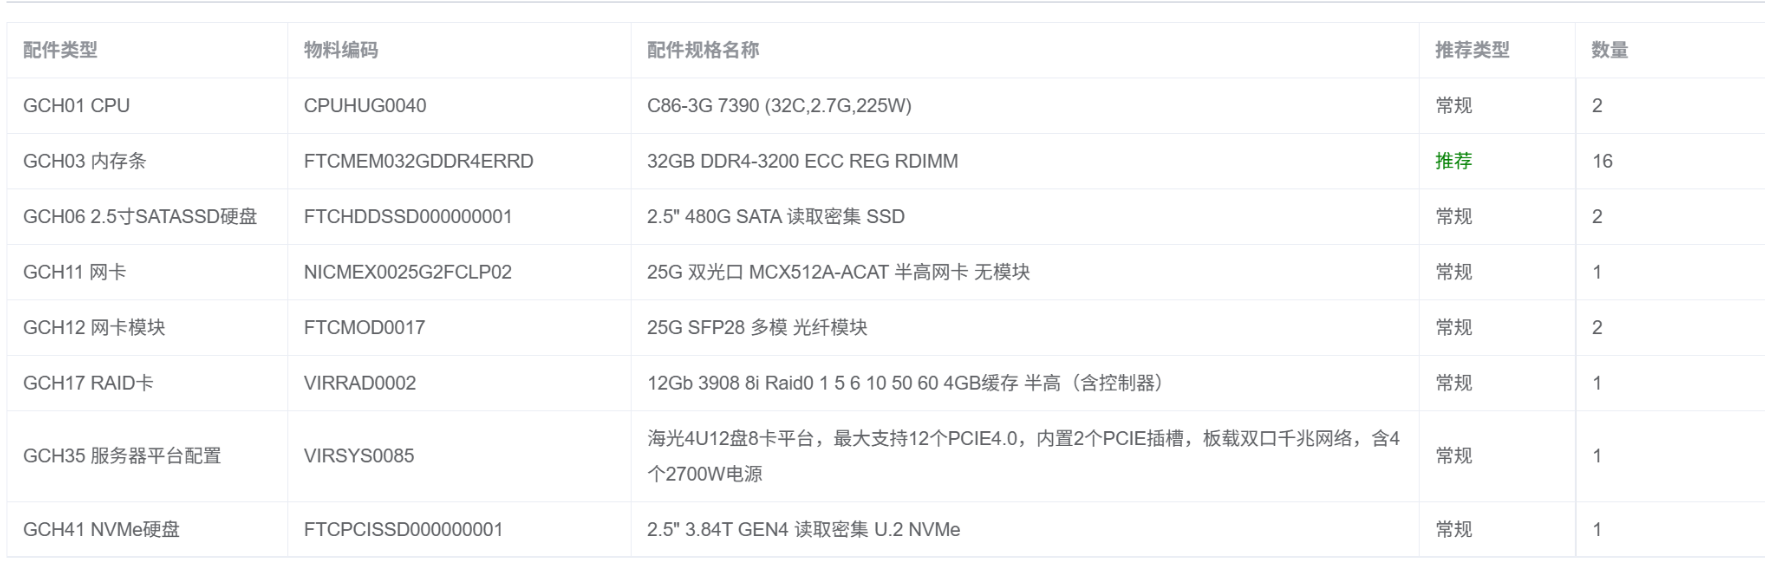 配件类型 物料编码 配件规格名称 推荐类型 数量
GCH01 CPU CPUHUG0040 C86-3G 7390 (32C,2.7G,225W) 常规 2
GCH03 内存条 FTCMEM032GDDR4ERRD 32GB DDR4-3200 ECC REG RDIMM 推荐 16
GCH06 2.5寸SATASSD硬盘 FTCHDDSSD000000001 2.5" 480G SATA 读取密集 SSD 常规 2
GCH11 网卡 NICMEX0025G2FCLP02 25G 双光口 MCX512A-ACAT 半高网卡 无模块 常规 1
GCH12 网卡模块 FTCMOD0017 25G SFP28 多模 光纤模块 常规 2
GCH17 RAID卡 VIRRAD0002 12Gb 3908 8i Raid0 1 5 6 10 50 60 4GB缓存 半高（含控制器） 常规 1
GCH35 服务器平台配置 VIRSYS0085 海光4U12盘8卡平台，最大支持12个PCIE4.0，内置2个PCIE插槽，板载双口千兆网络，含4
个2700W电源 常规 1
GCH41 NVMe硬盘 FTCPCISSD000000001 2.5" 3.84T GEN4 读取密集 U.2 NVMe 常规 1